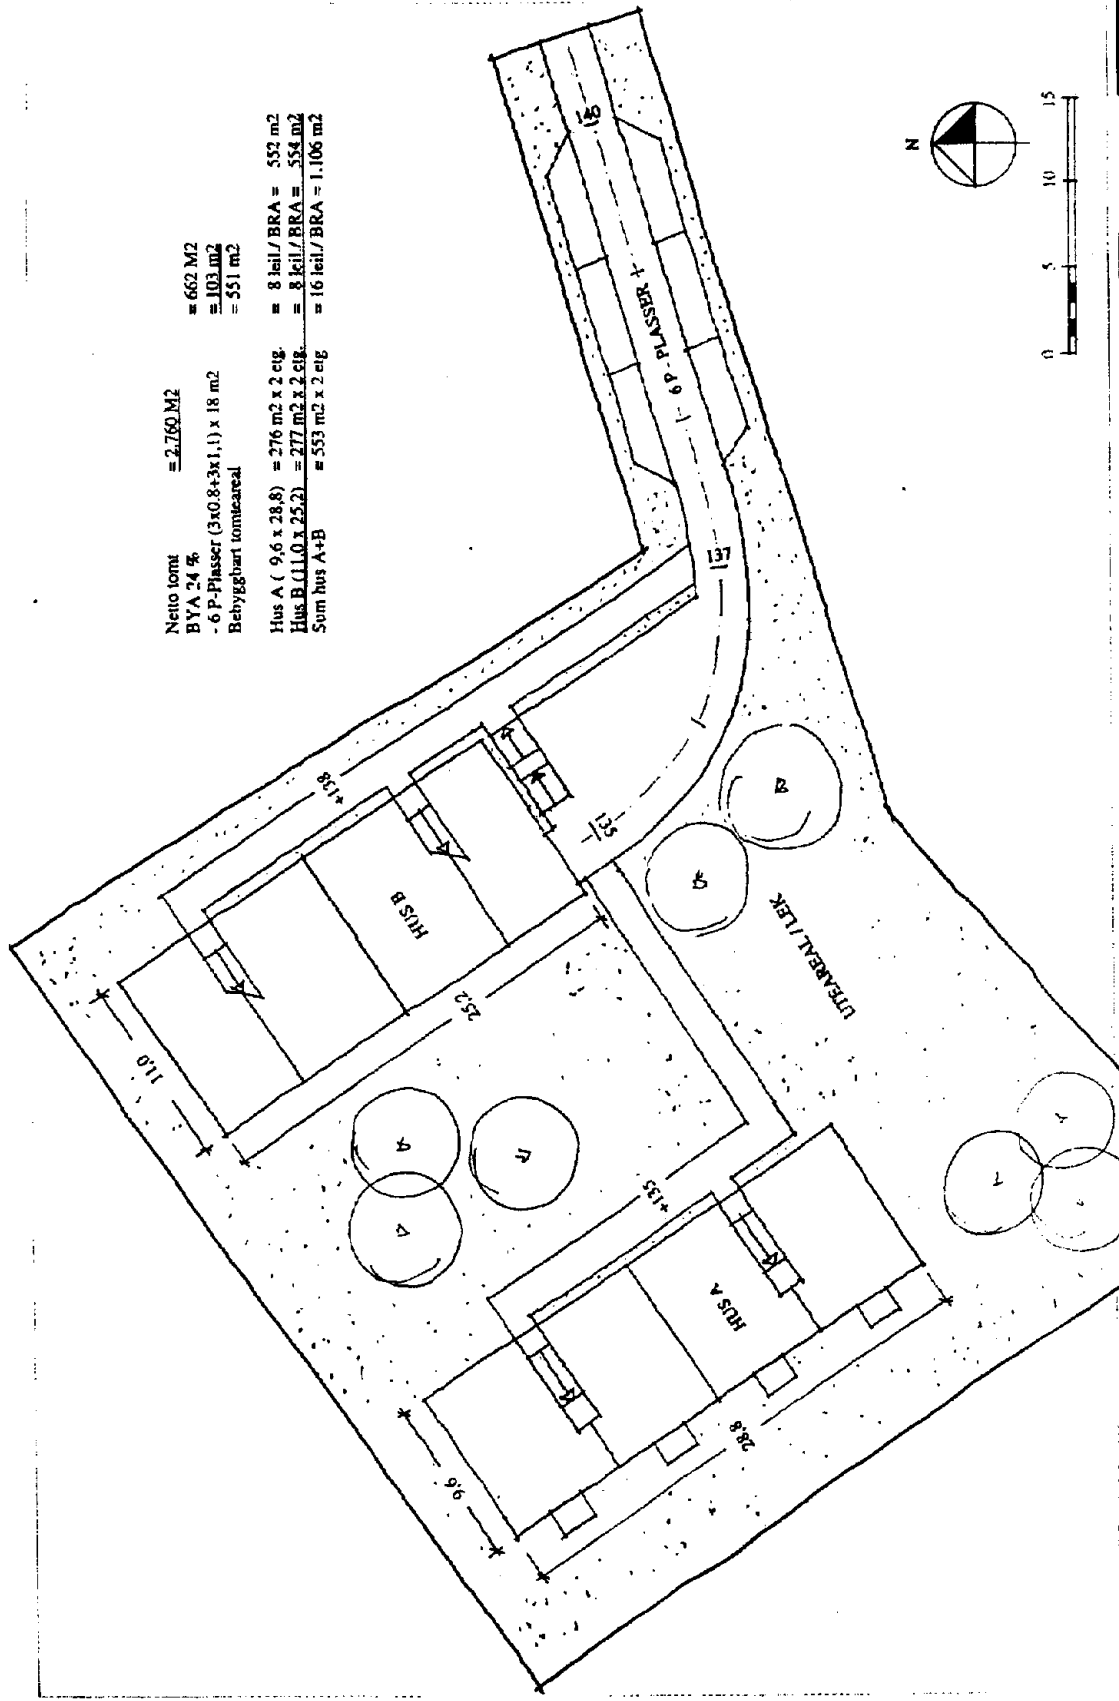 Netto tomt = 2.760 M2
BYA 24 % = 662 M2
- 6 P-Plasser (3x0.8+3x1,1) x 18 m2 = 103 m2
Bebyggbart tomteareal = 551 m2
Hus A ( 9,6 x 28,8) = 276 m2 x 2 etg. = 8 leil./ BRA = 552 m2
Hus B (11,0 x 25,2) = 277 m2 x 2 etg. = 8 leil./ BRA = 554 m2
Sum hus A+B = 553 m2 x 2 etg = 16 leil./ BRA = 1.106 m2
6 P-PLASSER
137
135
+138
HUS B
11,0
25,2
UTEAREAL / LEK
+135
HUS A
9,6
28,8
N
0 5 10 15